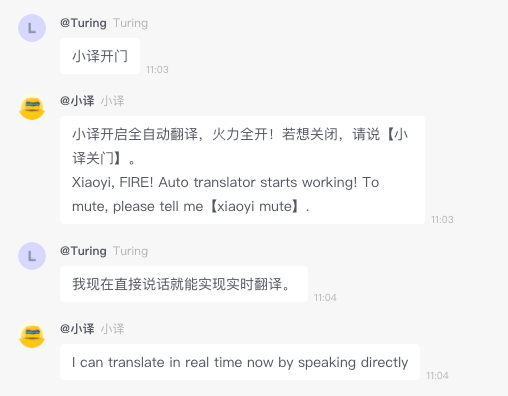 L
@Turing Turing
小译开门
11:03
@小译 小译
小译开启全自动翻译，火力全开！若想关闭，请说【小
译关门】。
Xiaoyi, FIRE! Auto translator starts working! To
mute, please tell me【xiaoyi mute】.
11:03
L
@Turing Turing
我现在直接说话就能实现实时翻译。
11:04
@小译 小译
I can translate in real time now by speaking directly
11:04